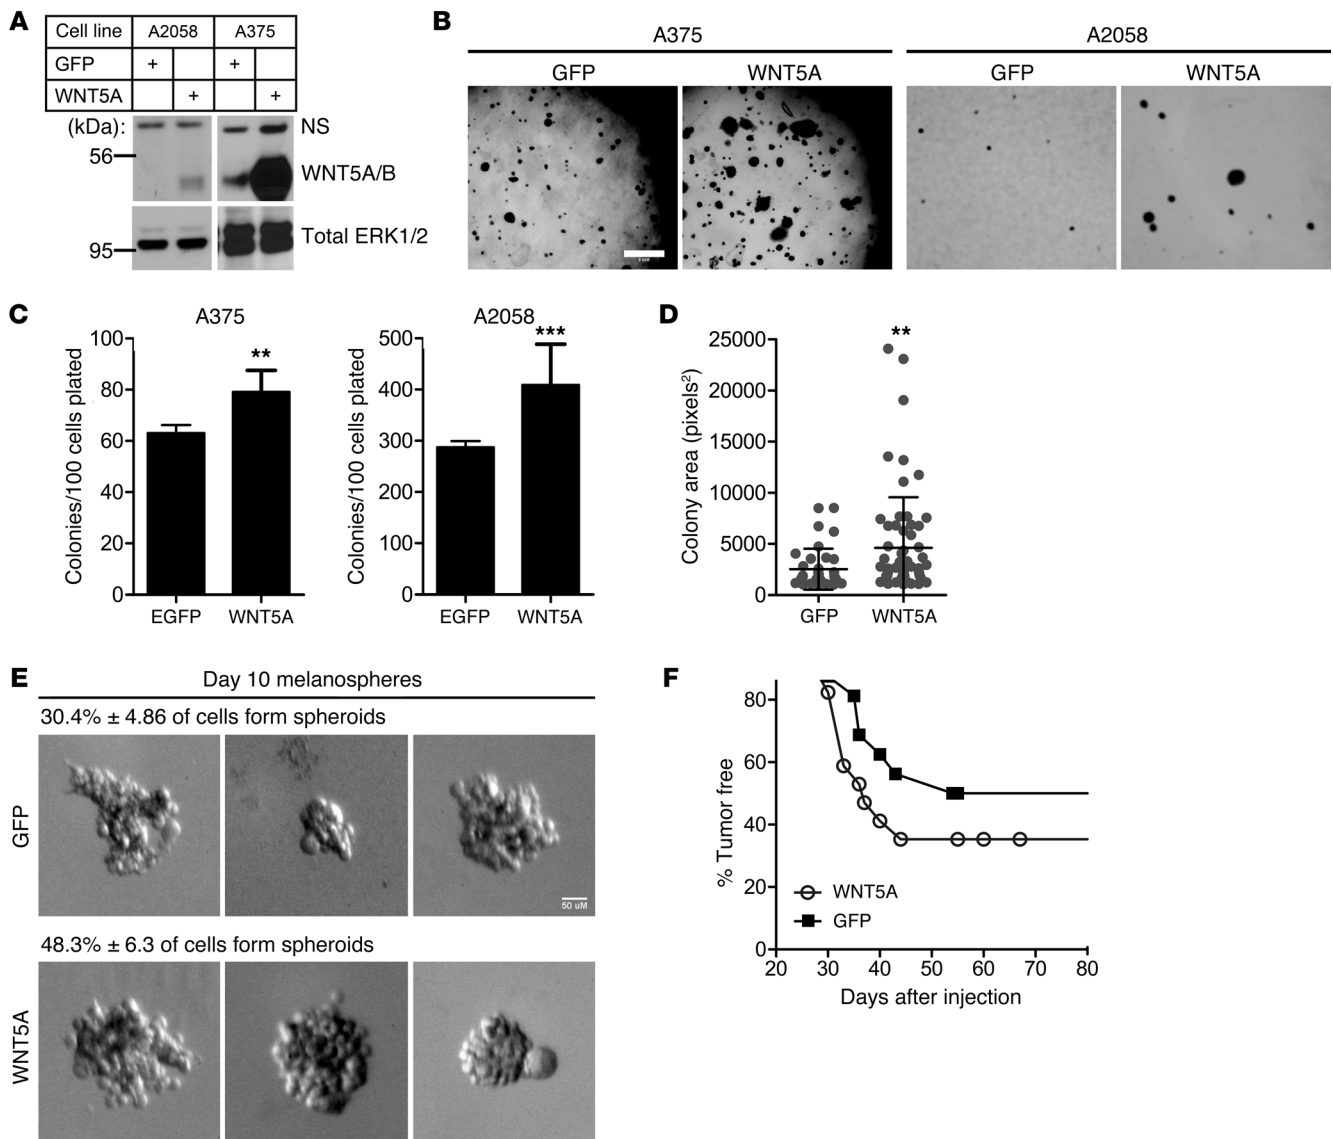 A
Cell line A2058 A375
GFP + +
WNT5A + +
(kDa):
NS
56
WNT5A/B
95
Total ERK1/2
B
A375 A2058
GFP WNT5A GFP WNT5A
2 mm
C
A375
Colonies/100 cells plated
100
80
60
40
20
0
**
EGFP WNT5A
A2058
Colonies/100 cells plated
500
400
300
200
100
0
***
EGFP WNT5A
D
**
Colony area (pixels²)
25000
20000
15000
10000
5000
0
GFP WNT5A
E
Day 10 melanospheres
30.4% ± 4.86 of cells form spheroids
GFP
50 uM
48.3% ± 6.3 of cells form spheroids
WNT5A
F
% Tumor free
80
60
40
20
0
WNT5A
GFP
20 30 40 50 60 70 80
Days after injection